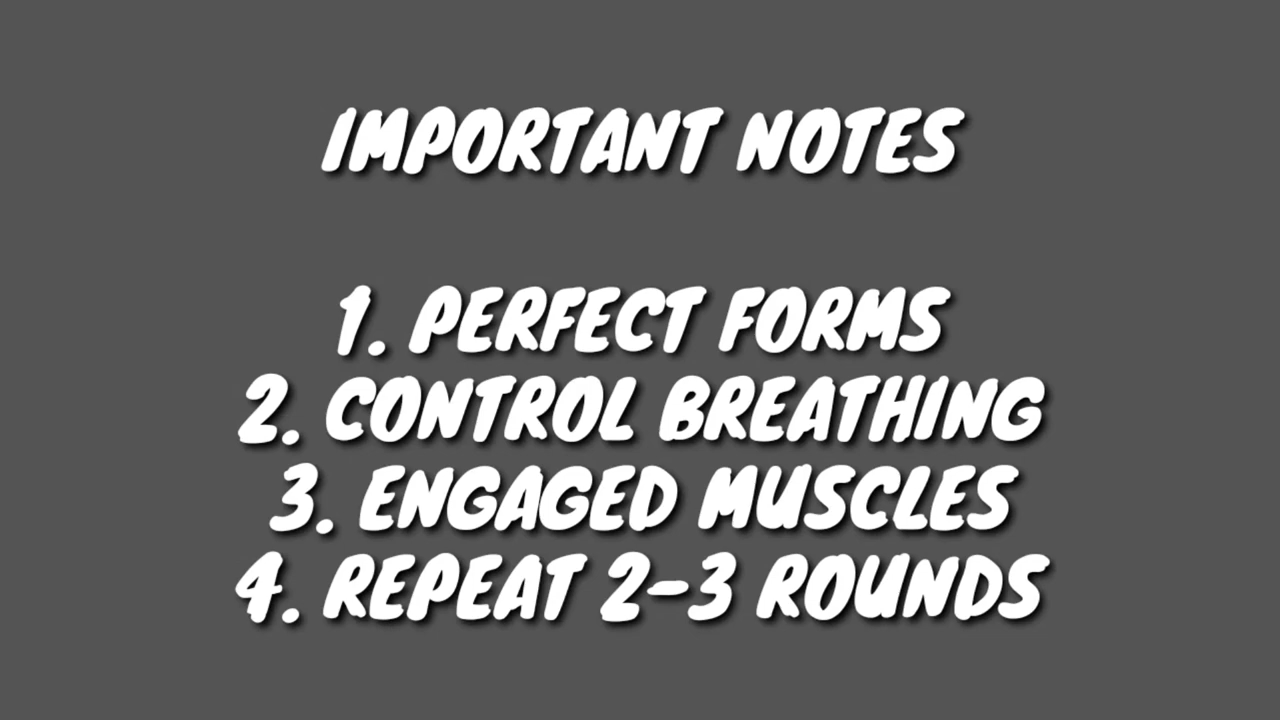 IMPORTANT NOTES
1. PERFECT FORMS
2. CONTROL BREATHING
3. ENGAGED MUSCLES
4. REPEAT 2-3 ROUNDS